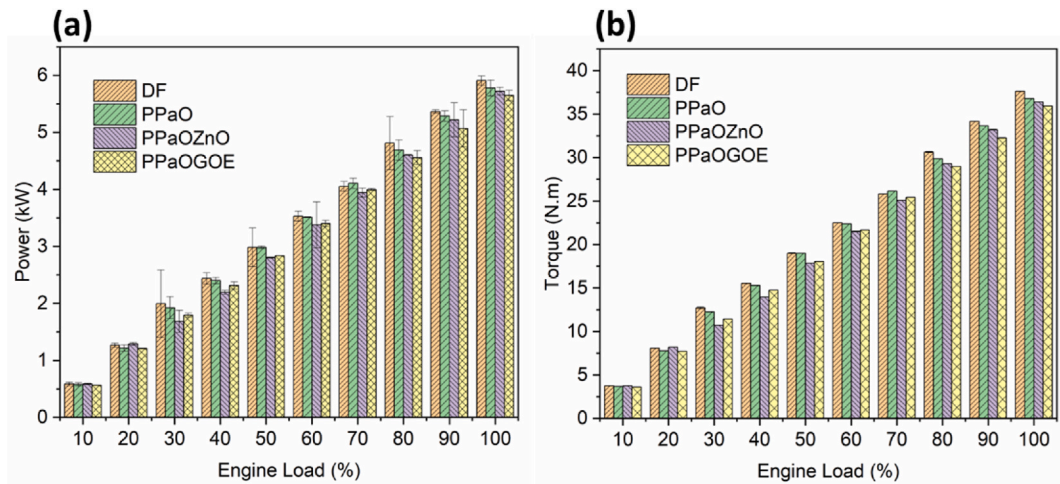 (a)
Power (kW)
6
5
4
3
2
1
0
DF
PPaO
PPaOZnO
PPaOGOE
10 20 30 40 50 60 70 80 90 100
Engine Load (%)
(b)
Torque (N.m)
40
35
30
25
20
15
10
5
0
DF
PPaO
PPaOZnO
PPaOGOE
10 20 30 40 50 60 70 80 90 100
Engine Load (%)